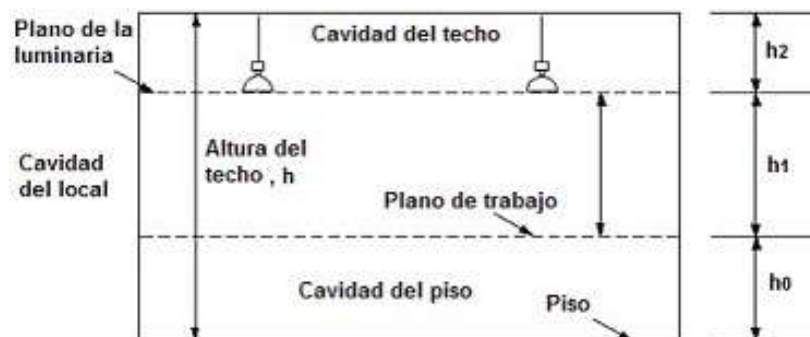 Plano de la
luminaria
Cavidad del techo
h2
Cavidad
del local
Altura del
techo , h
h1
Plano de trabajo
Cavidad del piso
h0
Piso